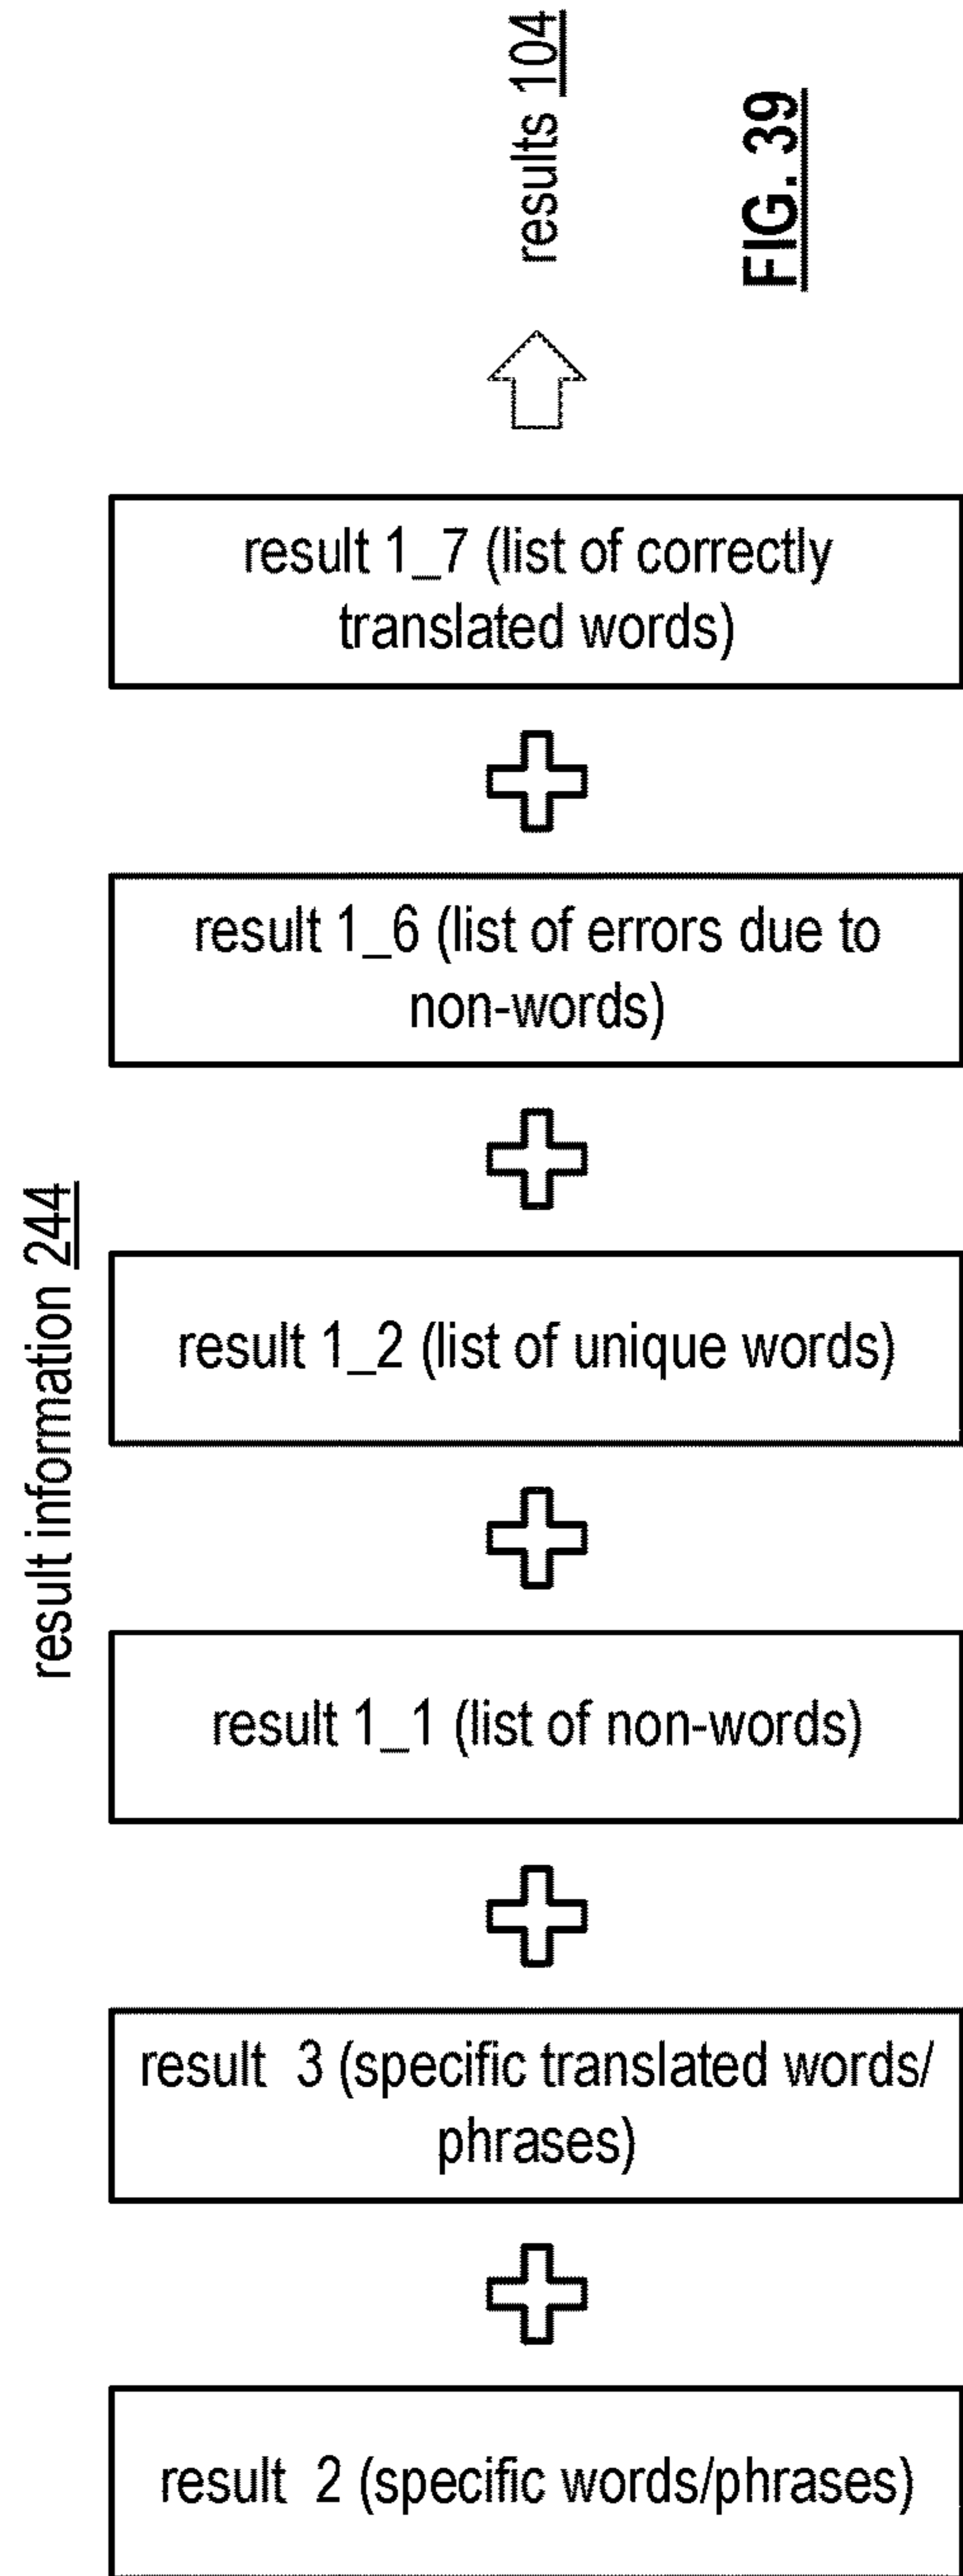 results 104
FIG. 39
result 1_7 (list of correctly
translated words)
result 1_6 (list of errors due to
non-words)
result information 244
result 1_2 (list of unique words)
result 1_1 (list of non-words)
result 3 (specific translated words/
phrases)
result 2 (specific words/phrases)